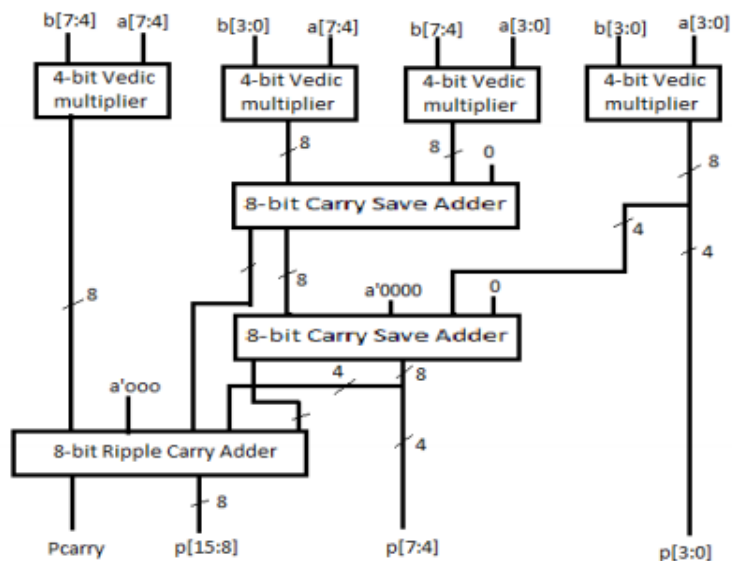 b[7:4] a[7:4] b[3:0] a[7:4] b[7:4] a[3:0] b[3:0] a[3:0]
4-bit Vedic
multiplier
4-bit Vedic
multiplier
4-bit Vedic
multiplier
4-bit Vedic
multiplier
8 8 0 8
8-bit Carry Save Adder
4 4
8 8 a'0000 0
8-bit Carry Save Adder
a'ooo 4 8
4
8-bit Ripple Carry Adder
8
Pcarry p[15:8] p[7:4] p[3:0]